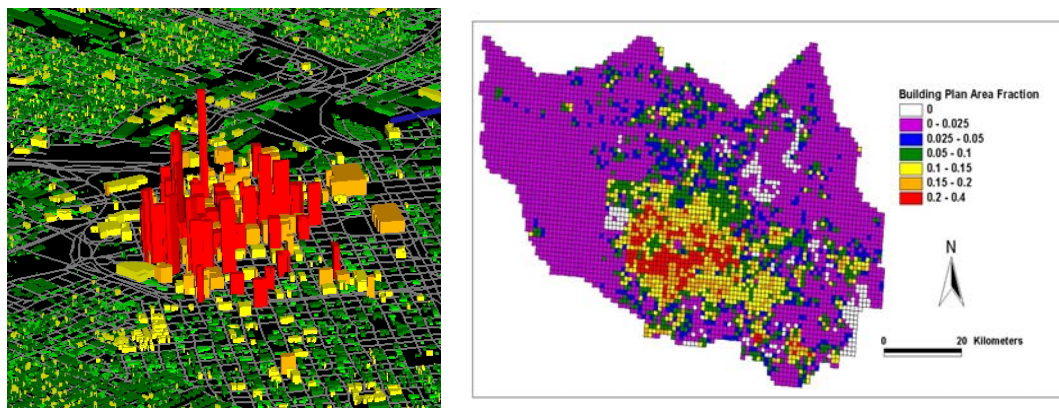 Building Plan Area Fraction
0
0 - 0.025
0.025 - 0.05
0.05 - 0.1
0.1 - 0.15
0.15 - 0.2
0.2 - 0.4
N
0 20 Kilometers